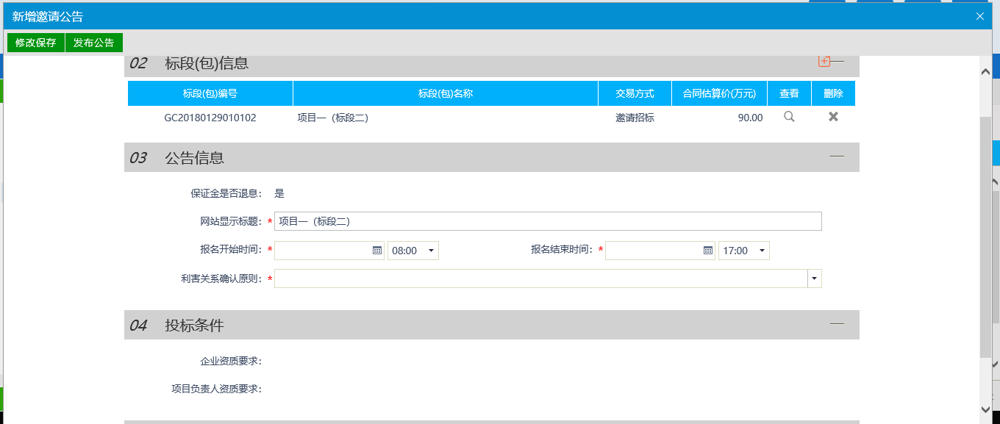 新增邀请公告
修改保存 发布公告
02 标段(包)信息
标段(包)编号 标段(包)名称 交易方式 合同估算价(万元) 查看 删除
GC20180129010102 项目一（标段二） 邀请招标 90.00
03 公告信息
保证金是否退息： 是
网站显示标题： * 项目一（标段二）
报名开始时间： * 08:00 报名结束时间： * 17:00
利害关系确认原则： *
04 投标条件
企业资质要求：
项目负责人资质要求：